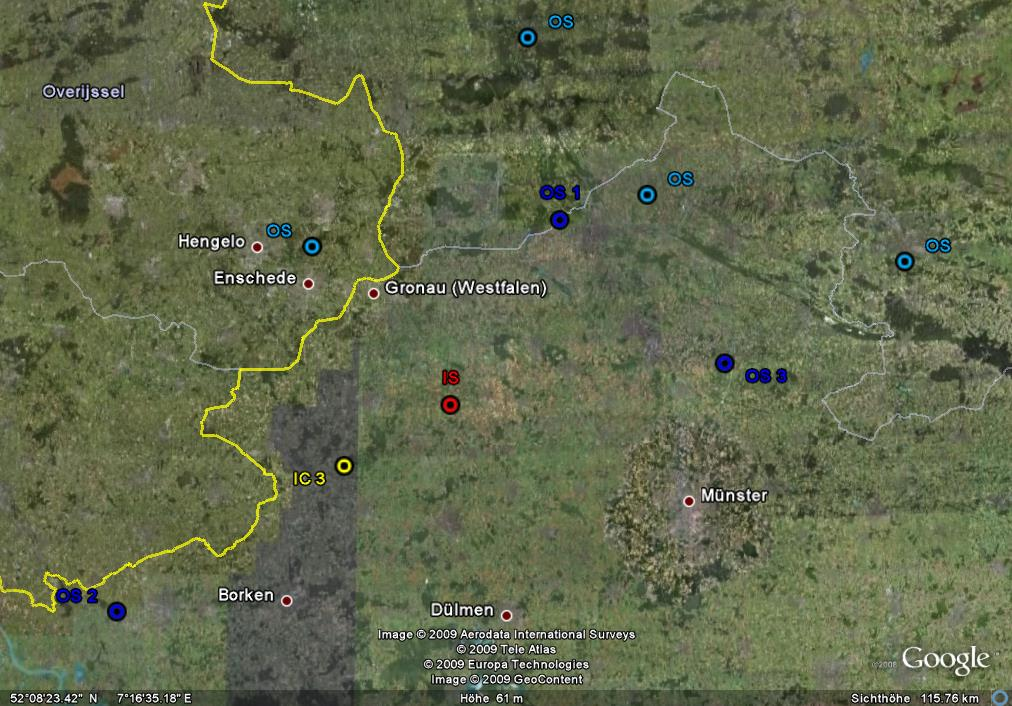 OS
Overijssel
OS
OS 1
OS
Hengelo
OS
Enschede
Gronau (Westfalen)
IS
OS 3
IC 3
Münster
OS 2
Borken
Dülmen
Image © 2009 Aerodata International Surveys
© 2009 Tele Atlas
© 2009 Europa Technologies
Image © 2009 GeoContent
©2008 Google™
52°08'23.42" N 7°16'35.18" E Höhe 61 m Sichthöhe 115.76 km